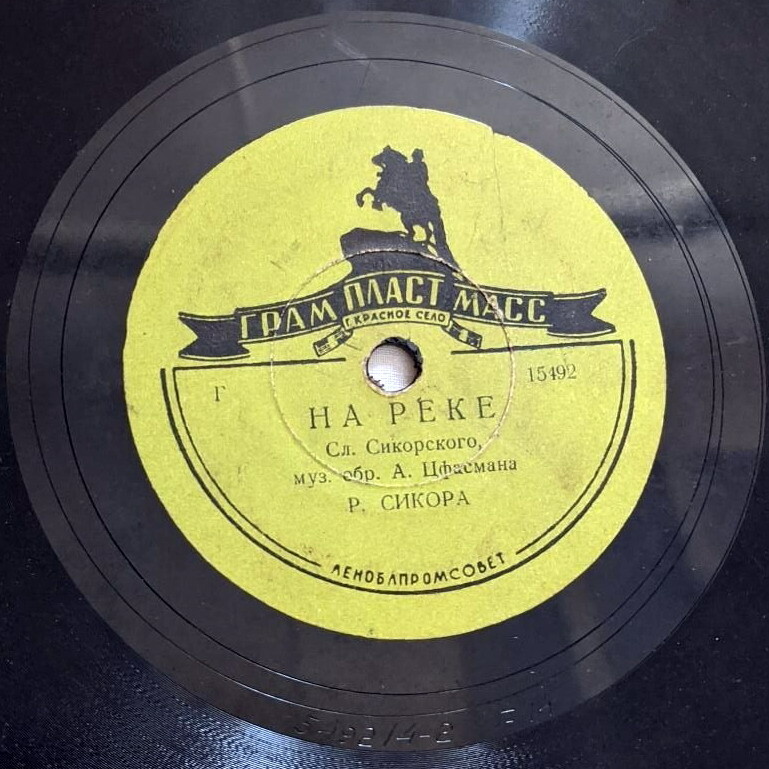 ГРАМ ПЛАСТ МАСС
Г. КРАСНОЕ СЕЛО
Г 15492
НА РЕКЕ
Сл. Сикорского,
муз. обр. А. Цфасмана
Р. СИКОРА
ЛЕНОБЛПРОМСОВЕТ